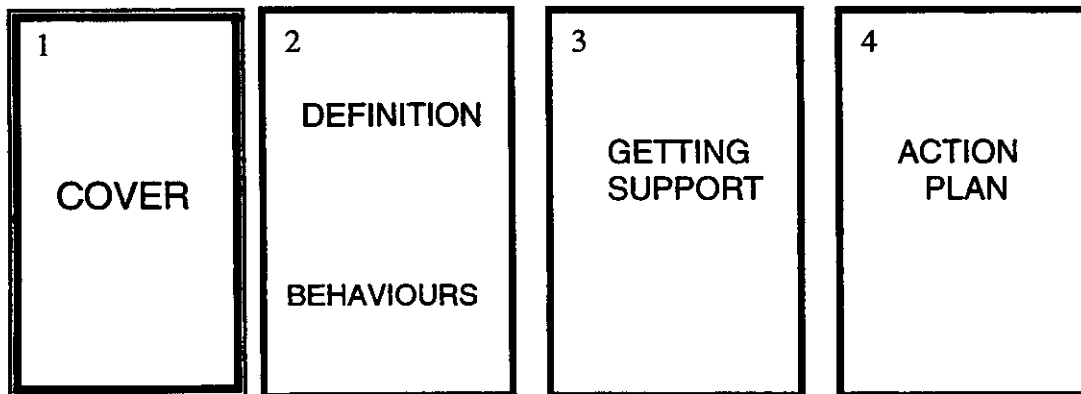 1
COVER
2
DEFINITION
BEHAVIOURS
3
GETTING
SUPPORT
4
ACTION
PLAN